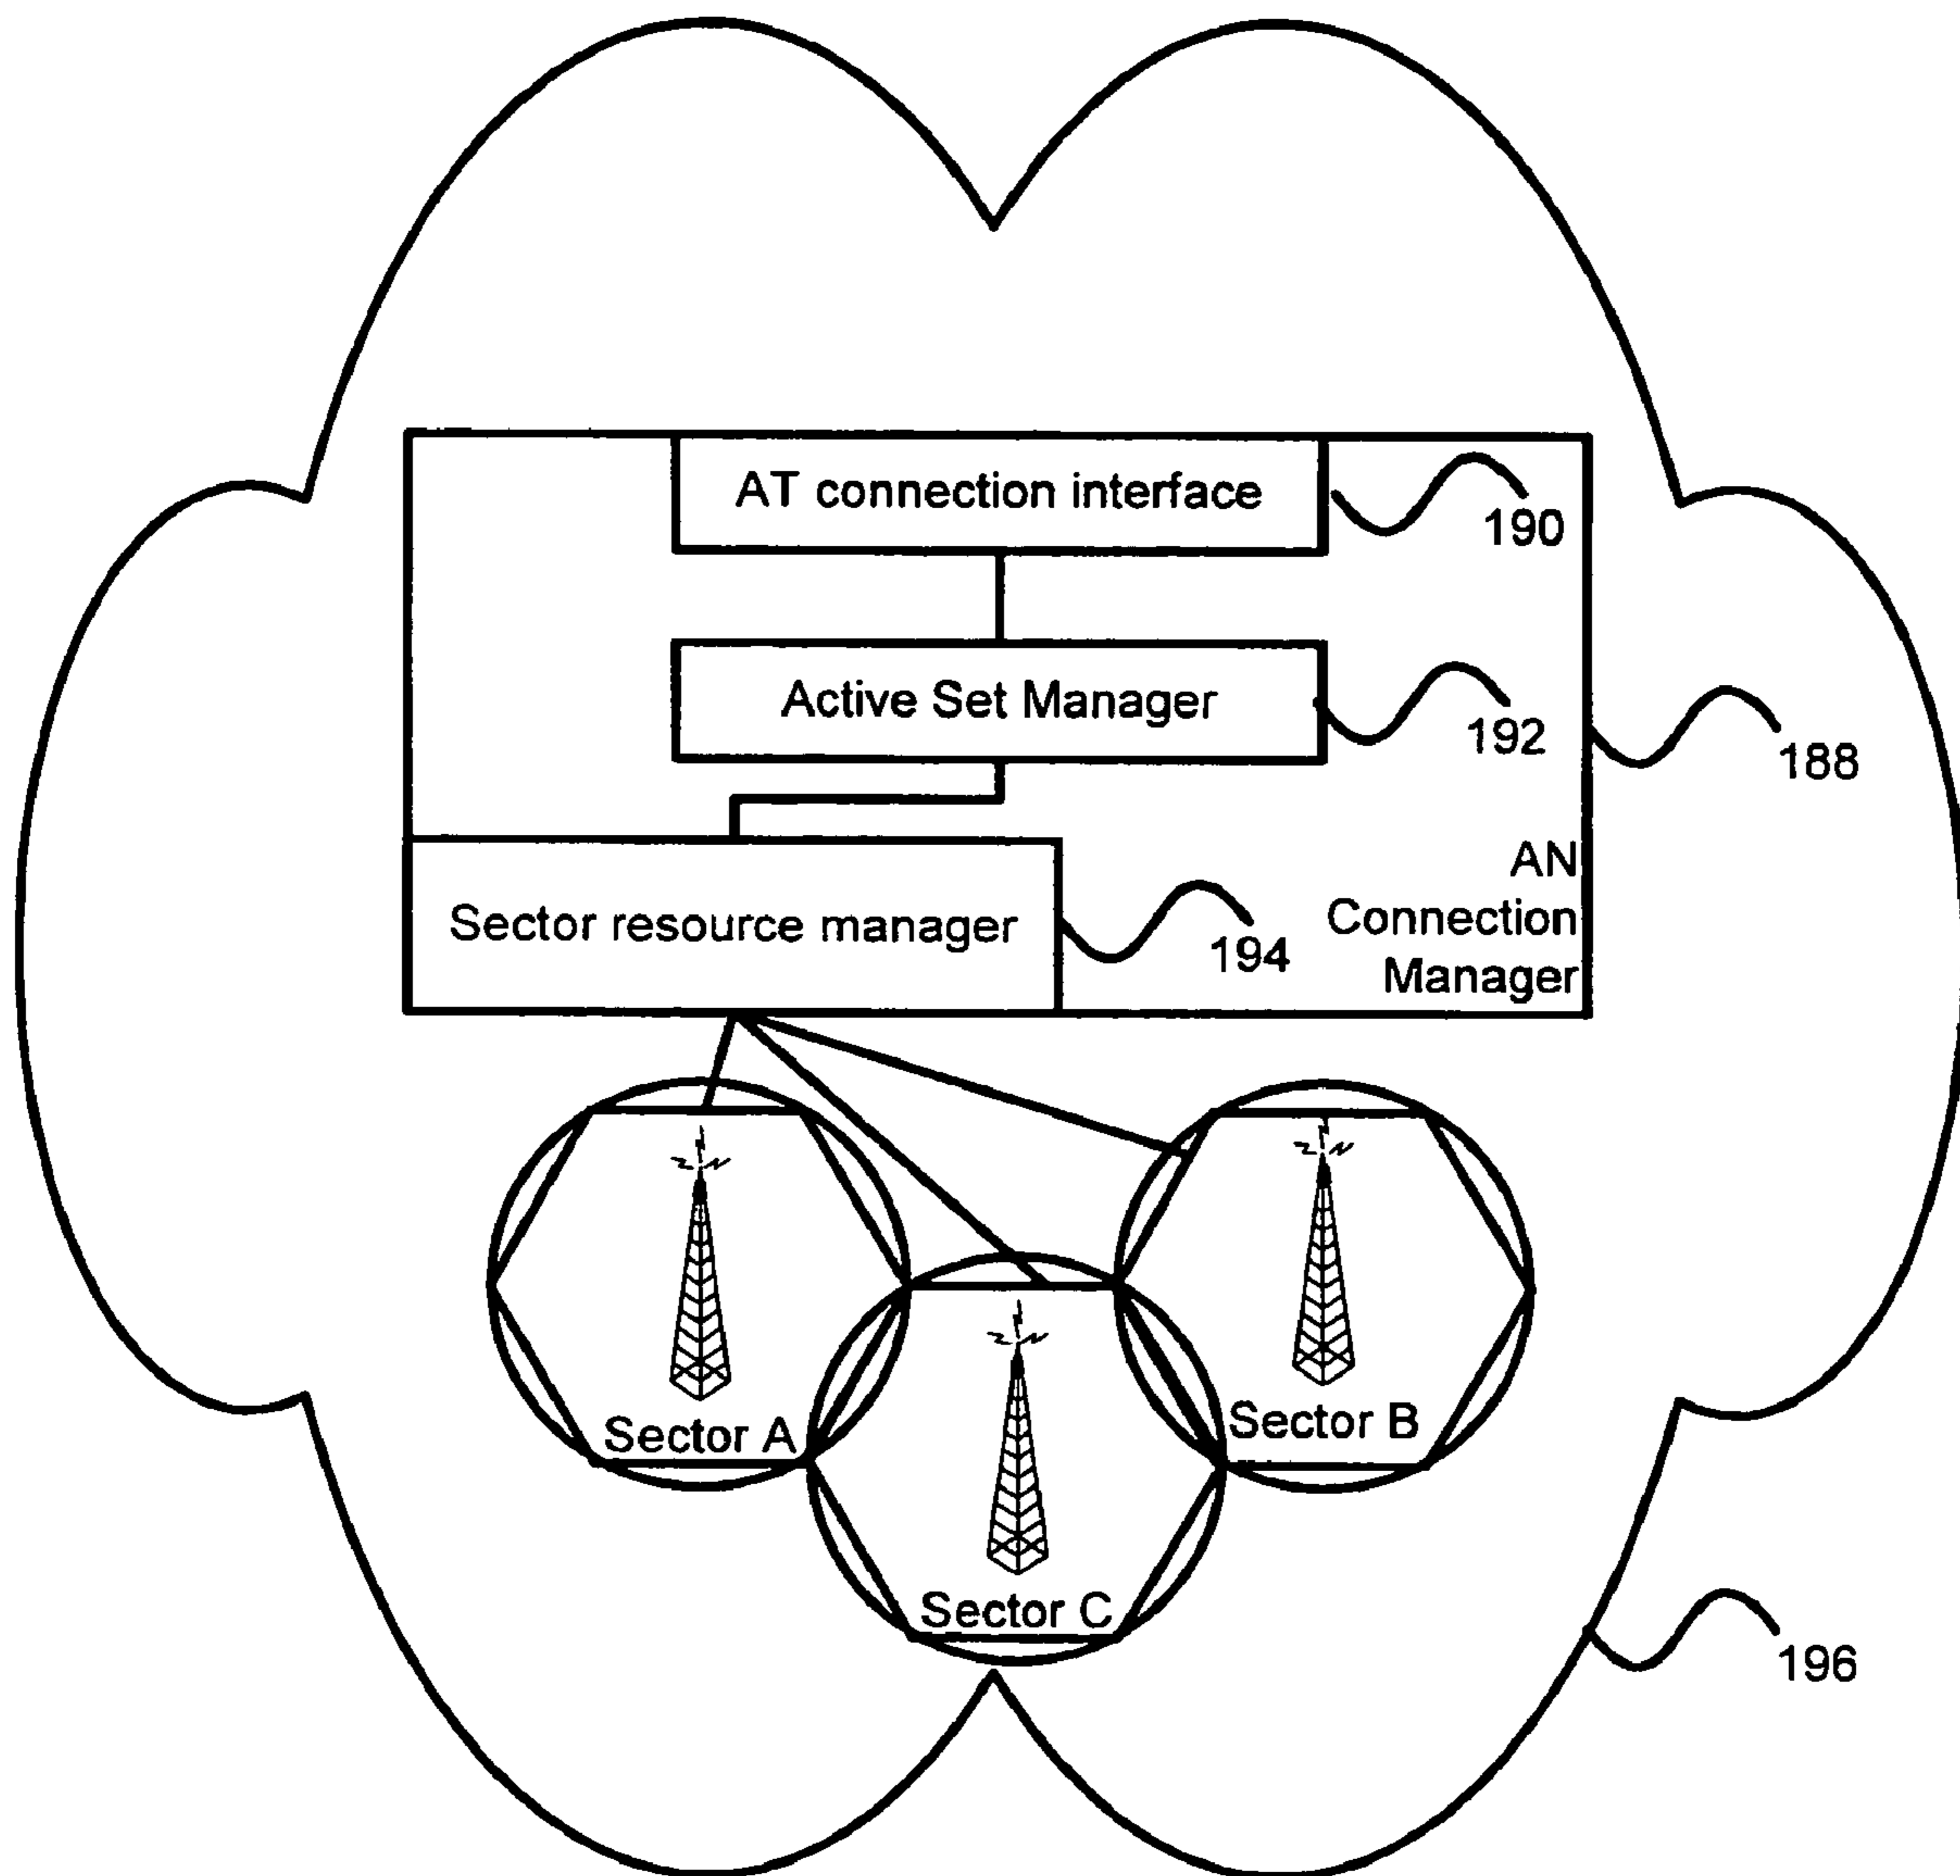 AT connection interface
190
Active Set Manager
192
188
AN
Connection
Manager
Sector resource manager
194
Sector A
Sector B
Sector C
196